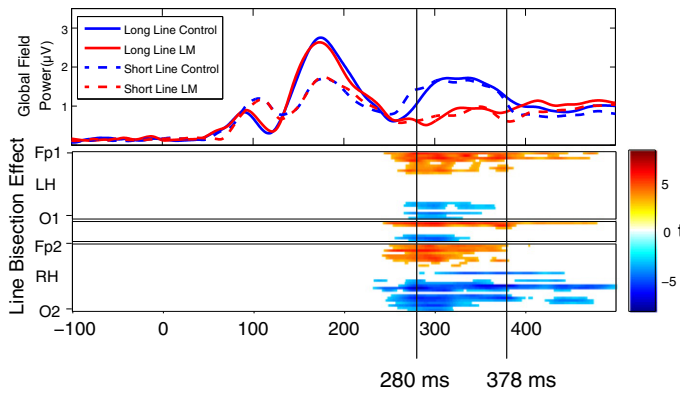 3
2
1
Global Field
Power(μV)
Long Line Control
Long Line LM
Short Line Control
Short Line LM
Line Bisection Effect
Fp1
LH
O1
Fp2
RH
O2
5
0
−5
t
−100
0
100
200
300
400
280 ms
378 ms